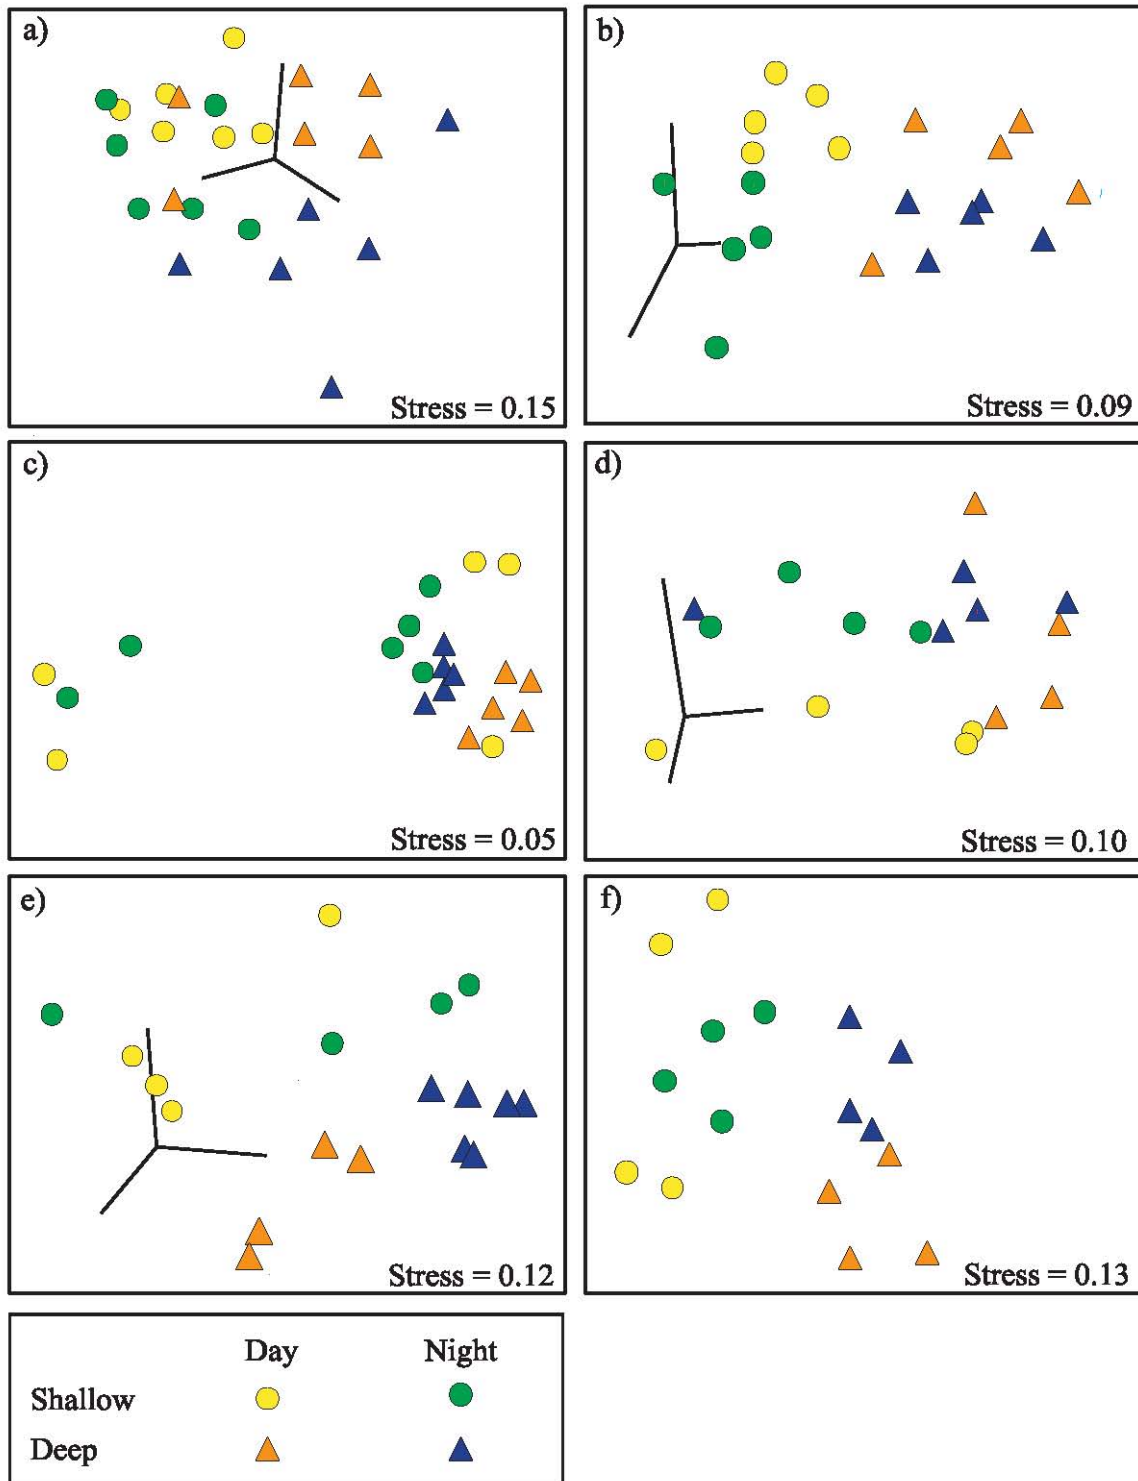 a)
Stress = 0.15
b)
Stress = 0.09
c)
Stress = 0.05
d)
Stress = 0.10
e)
Stress = 0.12
f)
Stress = 0.13
Day Night
Shallow
Deep